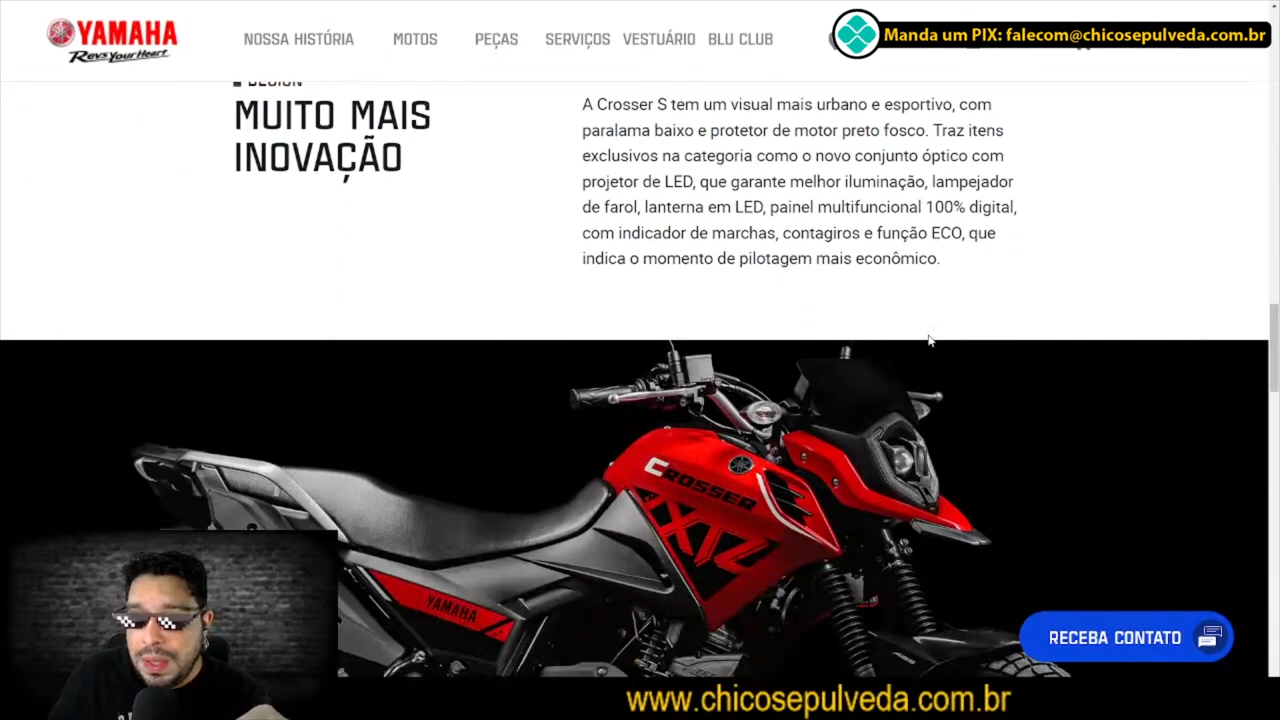 YAMAHA
Revs Your Heart
NOSSA HISTÓRIA
MOTOS
PEÇAS
SERVIÇOS
VESTUÁRIO
BLU CLUB
Manda um PIX: falecom@chicosepulveda.com.br
DESIGN
MUITO MAIS
INOVAÇÃO
A Crosser S tem um visual mais urbano e esportivo, com
paralama baixo e protetor de motor preto fosco. Traz itens
exclusivos na categoria como o novo conjunto óptico com
projetor de LED, que garante melhor iluminação, lampejador
de farol, lanterna em LED, painel multifuncional 100% digital,
com indicador de marchas, contagiros e função ECO, que
indica o momento de pilotagem mais econômico.
CROSSER
XTZ
YAMAHA
RECEBA CONTATO
www.chicosepulveda.com.br